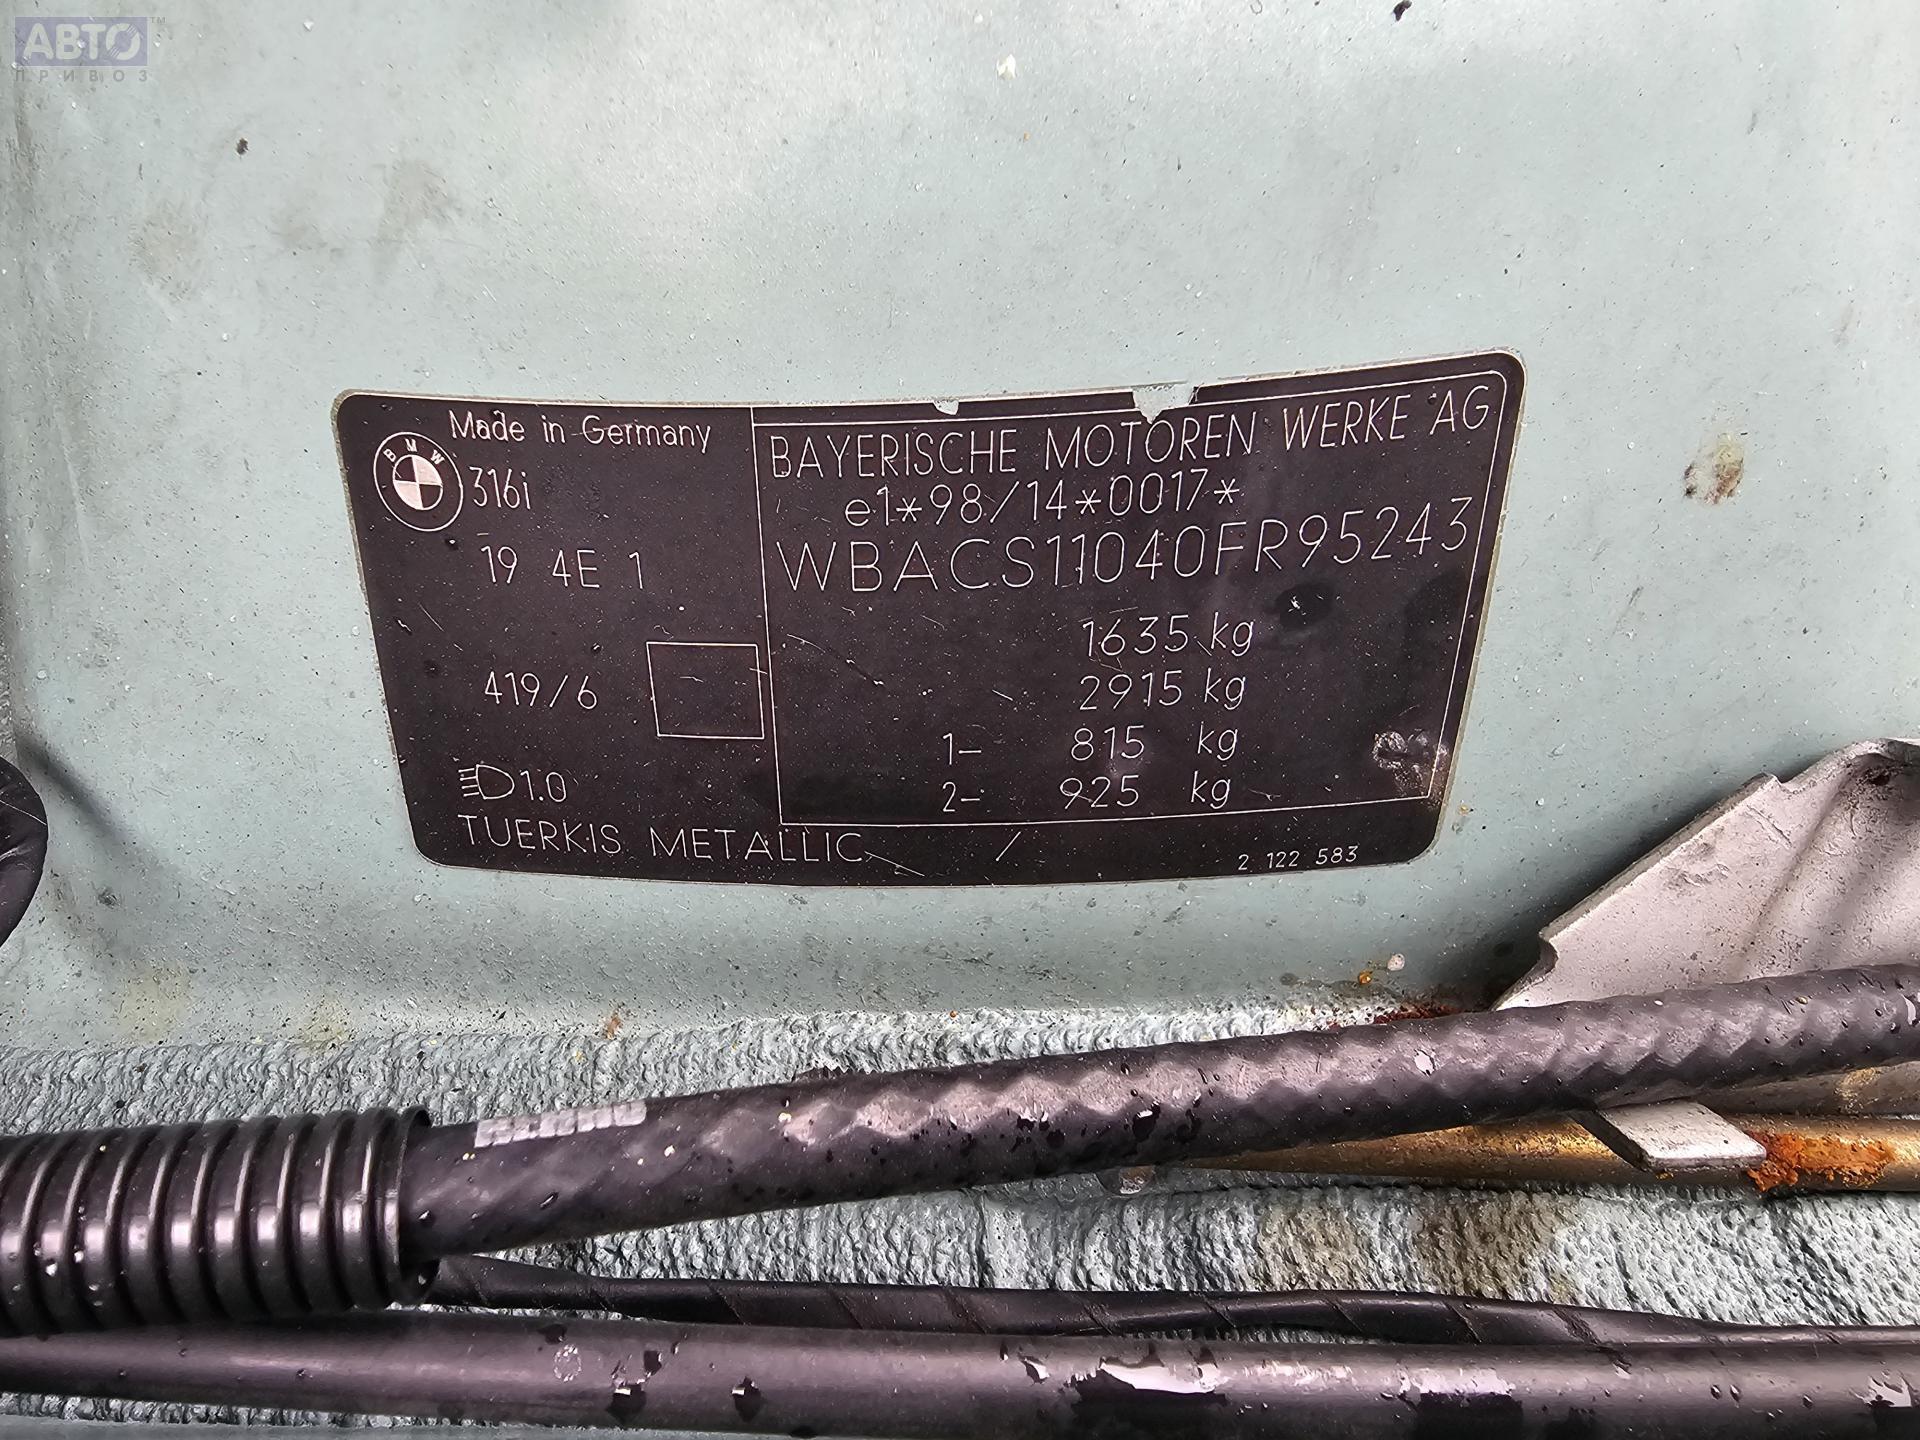 АВТО™
ПРИВОЗ
Made in Germany
BMW
316i
19 4E 1
419/6
1.0
TUERKIS METALLIC /
BAYERISCHE MOTOREN WERKE AG
e1*98/14*0017*
WBACS11040FR95243
1635 kg
2915 kg
1- 815 kg
2- 925 kg
2 122 583